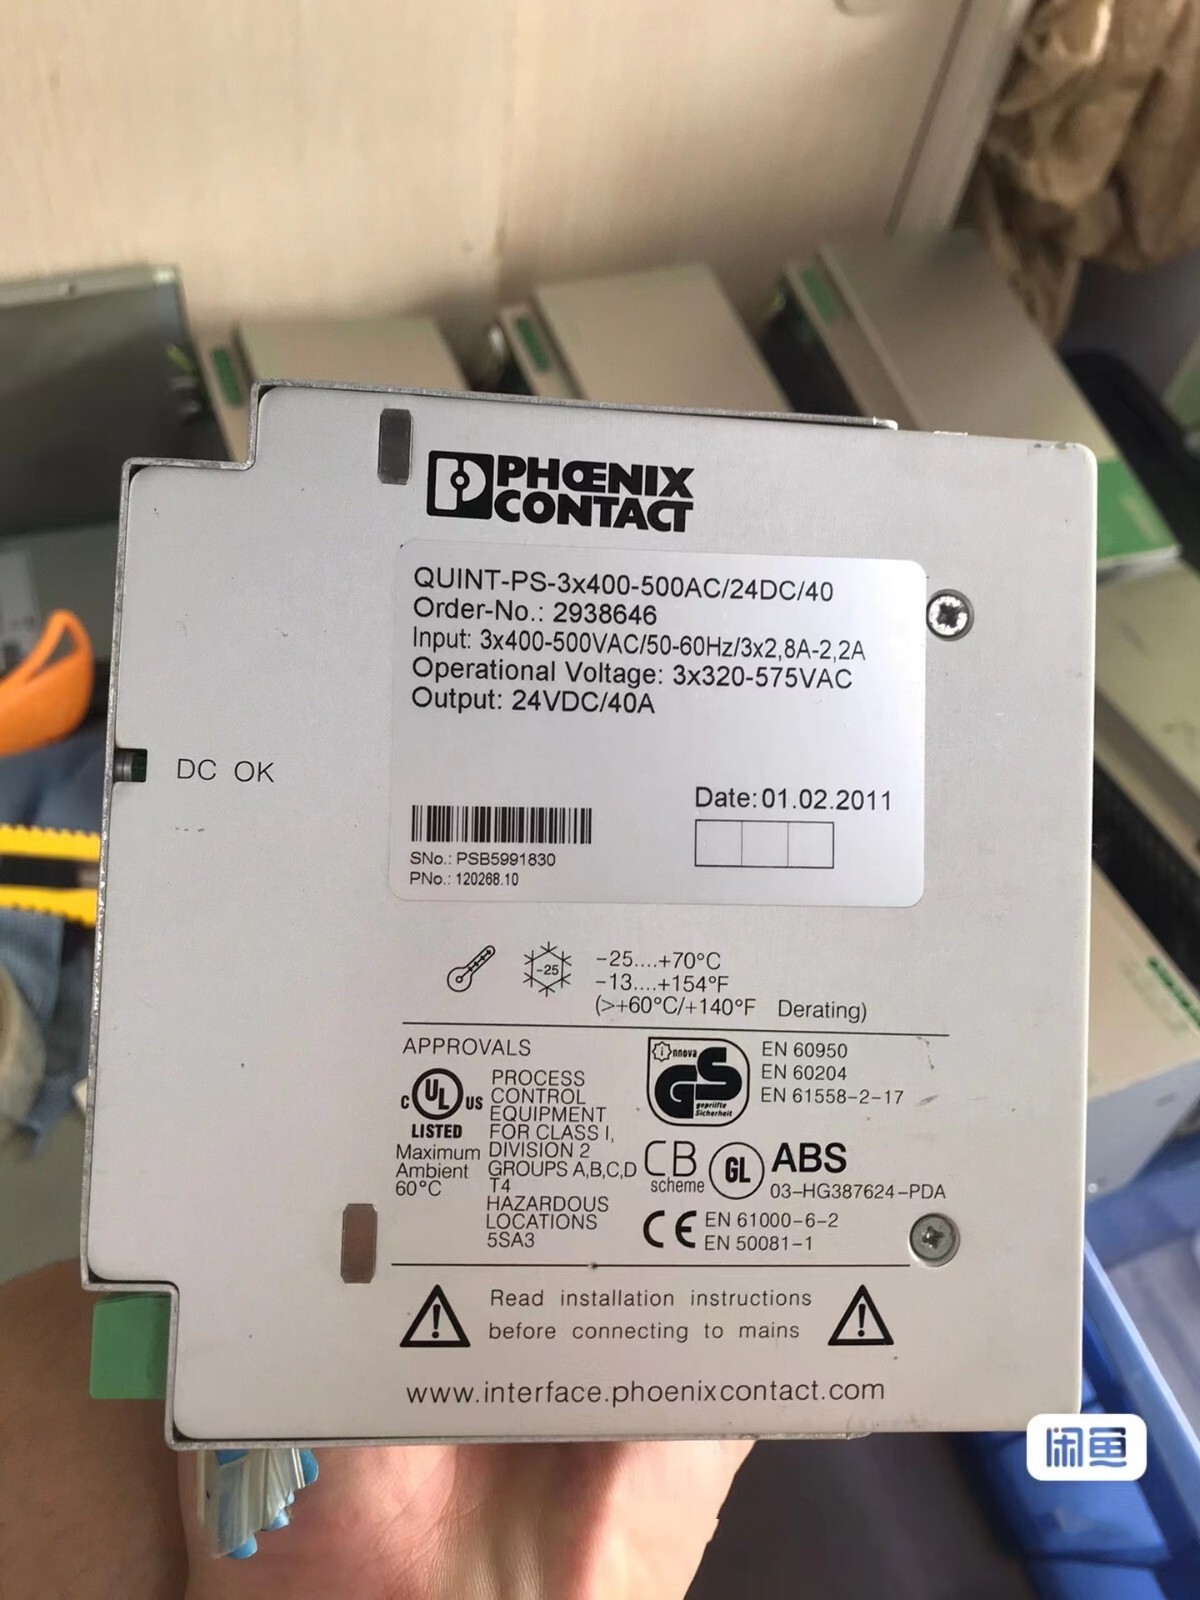 PHŒNIX
CONTACT
QUINT-PS-3x400-500AC/24DC/40
Order-No.: 2938646
Input: 3x400-500VAC/50-60Hz/3x2,8A-2,2A
Operational Voltage: 3x320-575VAC
Output: 24VDC/40A
DC OK
Date: 01.02.2011
SNo.: PSB5991830
PNo.: 120268.10
-25
-25....+70°C
-13....+154°F
(>+60°C/+140°F Derating)
APPROVALS
C UL US
LISTED
Maximum
Ambient
60°C
PROCESS
CONTROL
EQUIPMENT
FOR CLASS I,
DIVISION 2
GROUPS A,B,C,D
T4
HAZARDOUS
LOCATIONS
5SA3
innova
GS
geprüfte
Sicherheit
EN 60950
EN 60204
EN 61558-2-17
CB
scheme
GL
ABS
03-HG387624-PDA
CE
EN 61000-6-2
EN 50081-1
Read installation instructions
before connecting to mains
www.interface.phoenixcontact.com
闲鱼